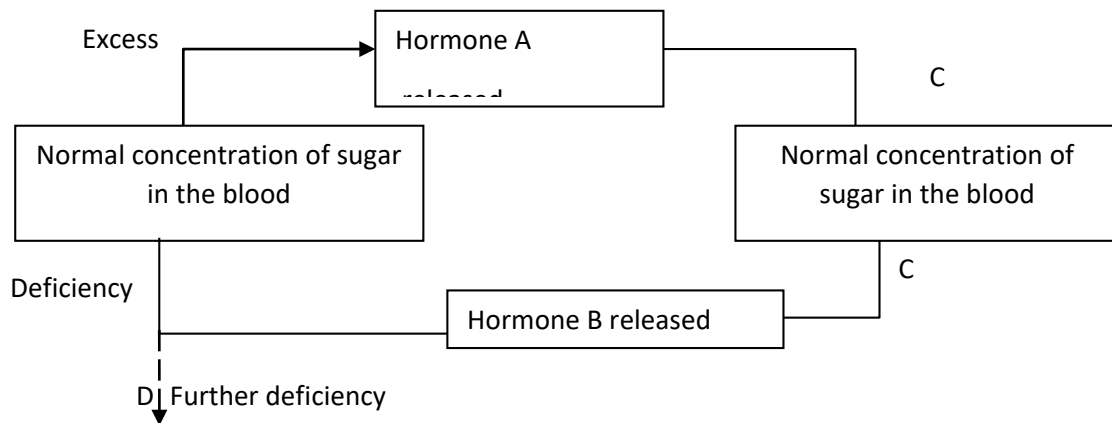 Excess
Hormone A
released
C
Normal concentration of sugar
in the blood
Normal concentration of
sugar in the blood
C
Deficiency
Hormone B released
D Further deficiency